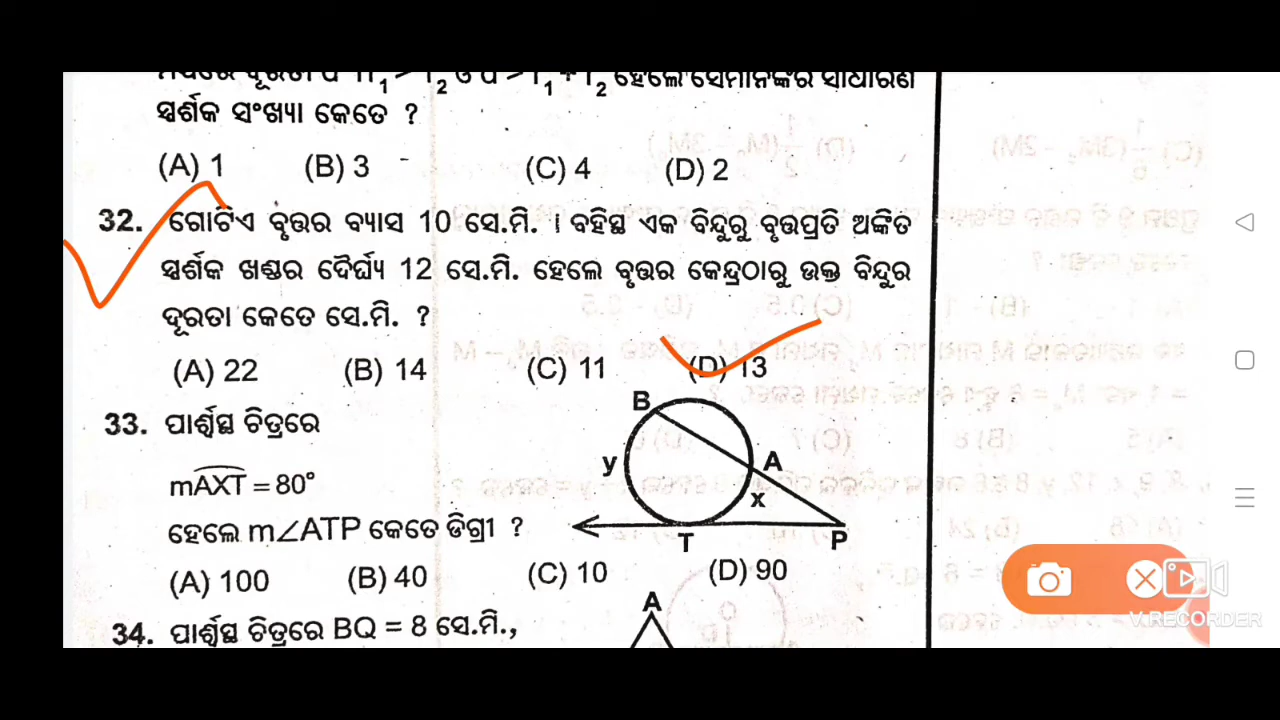 ସ୍ପର୍ଶକ ସଂଖ୍ୟା କେତେ ?
(A) 1 (B) 3 (C) 4 (D) 2
32. ଗୋଟିଏ ବୃତ୍ତର ବ୍ୟାସ 10 ସେ.ମି. । ବହିସ୍ଥ ଏକ ବିନ୍ଦୁରୁ ବୃତ୍ତପ୍ରତି ଅଙ୍କିତ
ସ୍ପର୍ଶକ ଖଣ୍ଡର ଦୈର୍ଘ୍ୟ 12 ସେ.ମି. ହେଲେ ବୃତ୍ତର କେନ୍ଦ୍ରଠାରୁ ଉକ୍ତ ବିନ୍ଦୁର
ଦୂରତା କେତେ ସେ.ମି. ?
(A) 22 (B) 14 (C) 11 (D) 13
33. ପାର୍ଶ୍ୱସ୍ଥ ଚିତ୍ରରେ
mAXT = 80°
ହେଲେ m∠ATP କେତେ ଡିଗ୍ରୀ ?
B
y
A
x
T
P
(A) 100 (B) 40 (C) 10 (D) 90
34. ପାର୍ଶ୍ୱସ୍ଥ ଚିତ୍ରରେ BQ = 8 ସେ.ମି.,
A
V.RECORDER